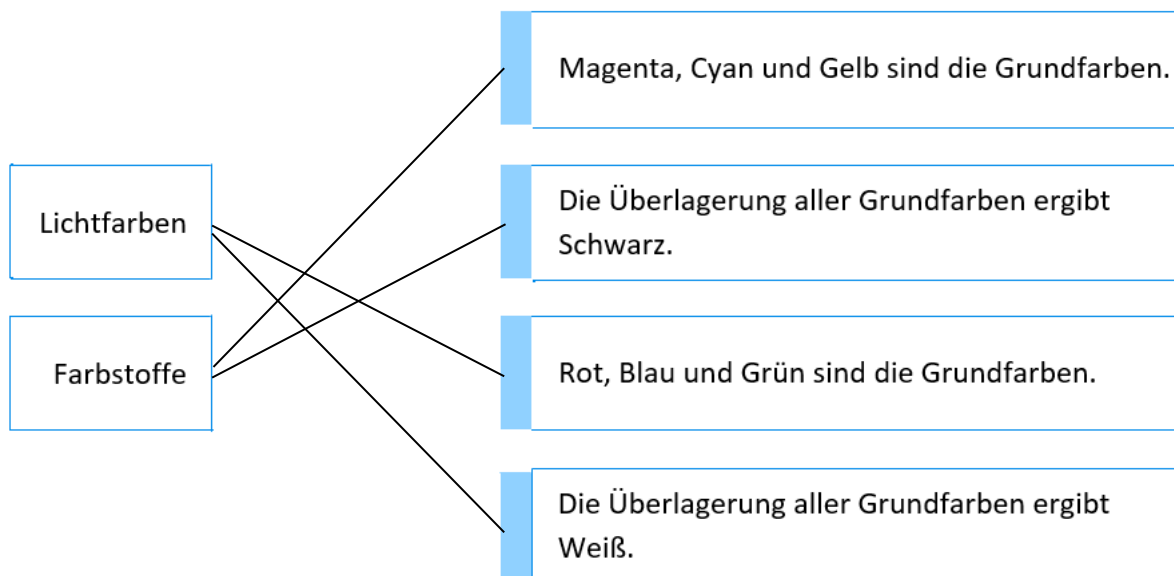 Magenta, Cyan und Gelb sind die Grundfarben.
Lichtfarben
Die Überlagerung aller Grundfarben ergibt
Schwarz.
Farbstoffe
Rot, Blau und Grün sind die Grundfarben.
Die Überlagerung aller Grundfarben ergibt
Weiß.